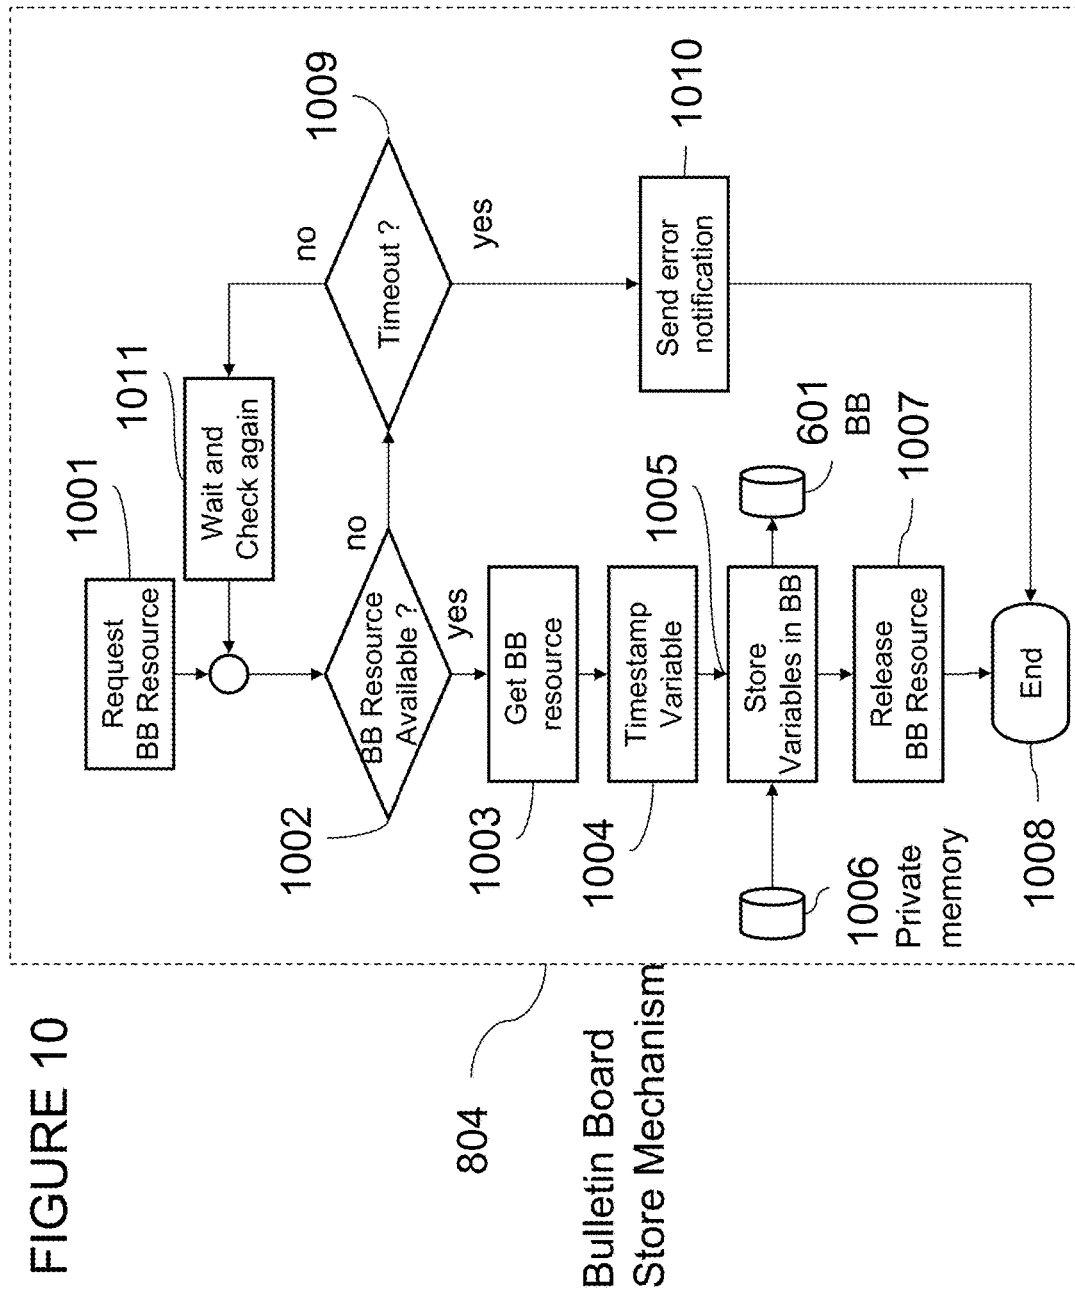 FIGURE 10
804
Bulletin Board
Store Mechanism
1001
Request
BB Resource
1011
Wait and
Check again
1002
BB Resource
Available ?
no
yes
1009
Timeout ?
no
yes
1003
Get BB
resource
1004
Timestamp
Variable
1005
Store
Variables in BB
1006
Private
memory
601
BB
1007
Release
BB Resource
1010
Send error
notification
1008
End